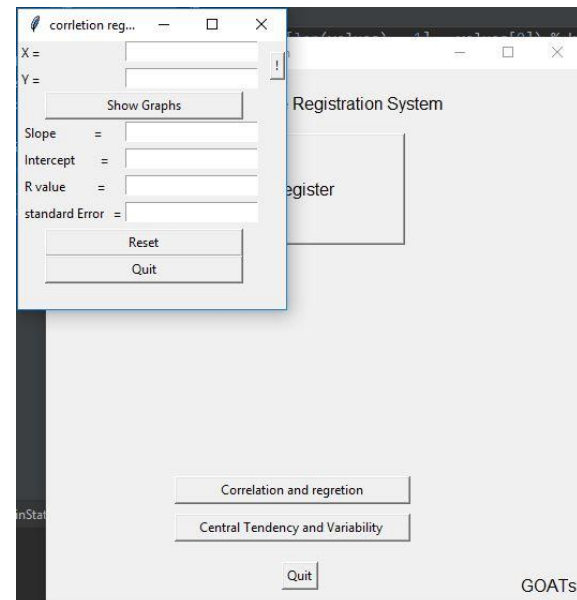 corrletion reg...
X =
!
Y =
Show Graphs
Slope =
Intercept =
R value =
standard Error =
Reset
Quit
Registration System
egister
Correlation and regretion
Central Tendency and Variability
Quit
GOATs
inStat